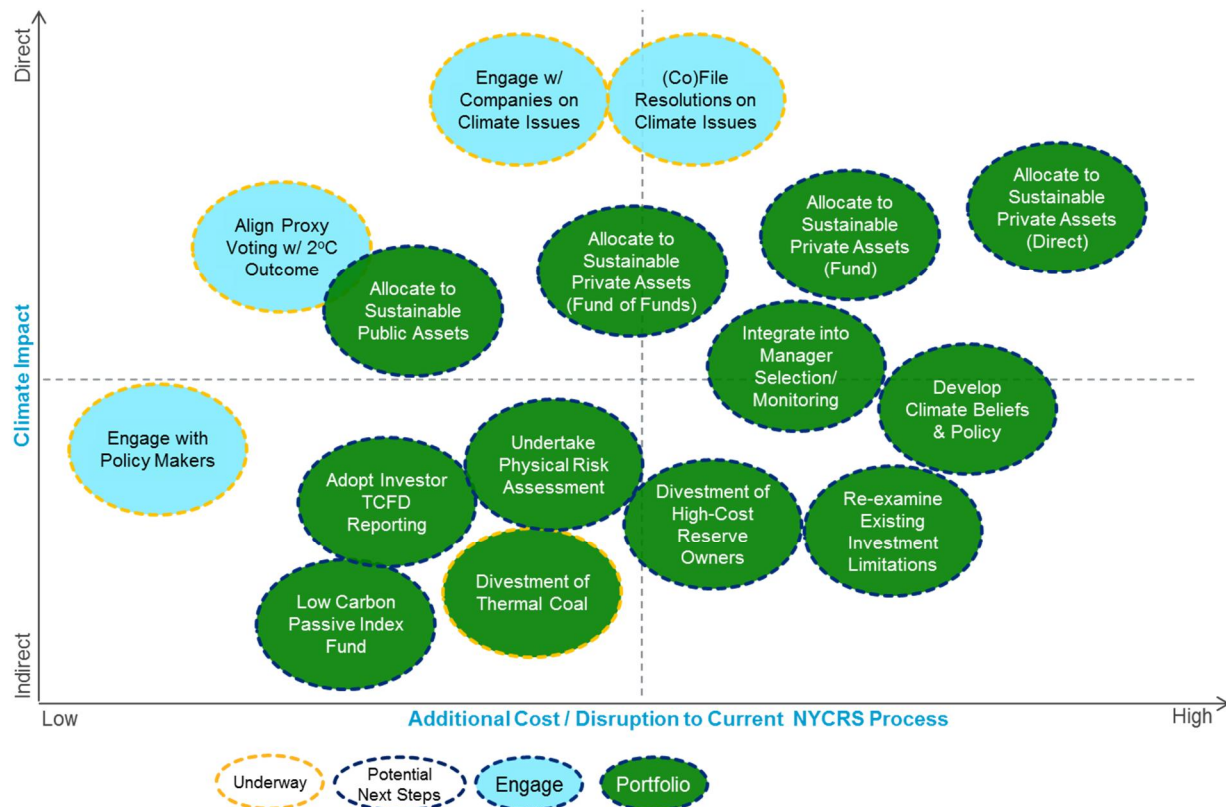 Direct
Climate Impact
Indirect
Engage w/
Companies on
Climate Issues
(Co)File
Resolutions on
Climate Issues
Allocate to
Sustainable
Private Assets
(Direct)
Allocate to
Sustainable
Private Assets
(Fund)
Align Proxy
Voting w/ 2ºC
Outcome
Allocate to
Sustainable
Private Assets
(Fund of Funds)
Allocate to
Sustainable
Public Assets
Integrate into
Manager
Selection/
Monitoring
Develop
Climate Beliefs
& Policy
Engage with
Policy Makers
Undertake
Physical Risk
Assessment
Adopt Investor
TCFD
Reporting
Divestment of
High-Cost
Reserve
Owners
Re-examine
Existing
Investment
Limitations
Divestment of
Thermal Coal
Low Carbon
Passive Index
Fund
Low
Additional Cost / Disruption to Current NYCRS Process
High
Underway
Potential
Next Steps
Engage
Portfolio